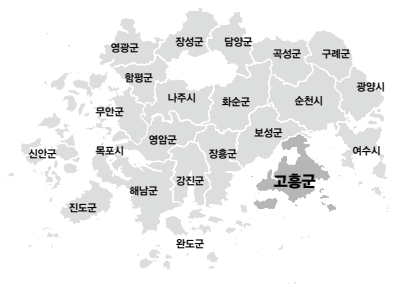 영광군
장성군
담양군
곡성군
구례군
함평군
광양시
나주시
화순군
순천시
무안군
보성군
영암군
신안군
목포시
장흥군
여수시
강진군
고흥군
해남군
진도군
완도군